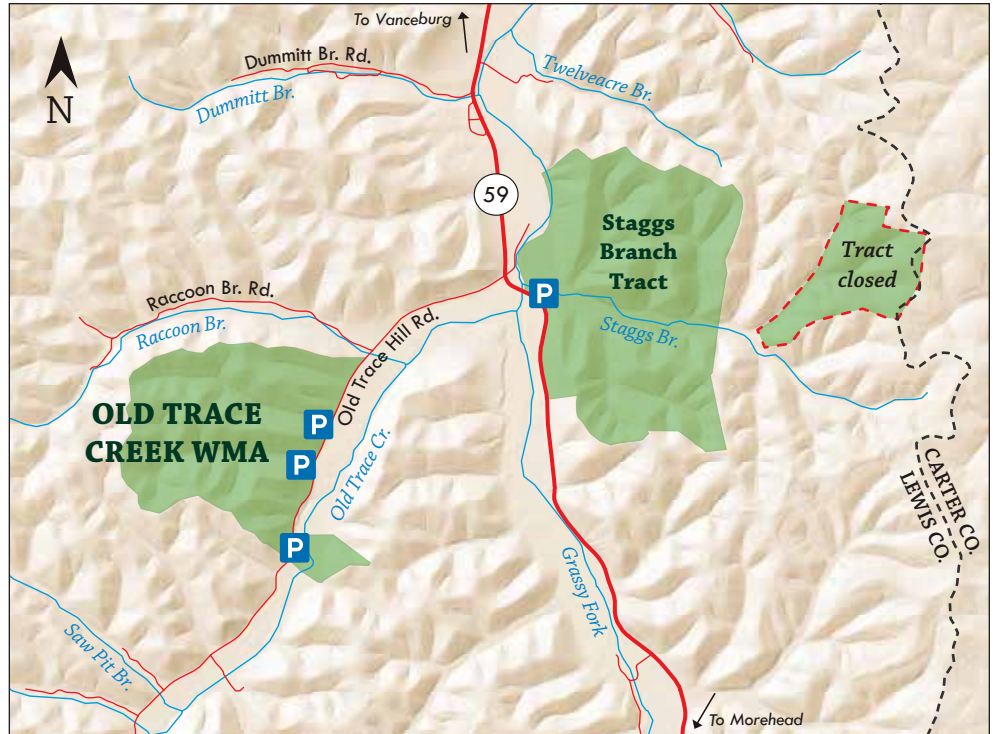 To Vanceburg
Dummitt Br. Rd.
Twelveacre Br.
N
Dummitt Br.
59
Staggs
Branch
Tract
Tract
closed
Raccoon Br. Rd.
P
Raccoon Br.
Old Trace Hill Rd.
Staggs Br.
OLD TRACE
CREEK WMA
P
P
Old Trace Cr.
CARTER CO.
LEWIS CO.
P
Grassy Fork
Saw Pit Br.
To Morehead